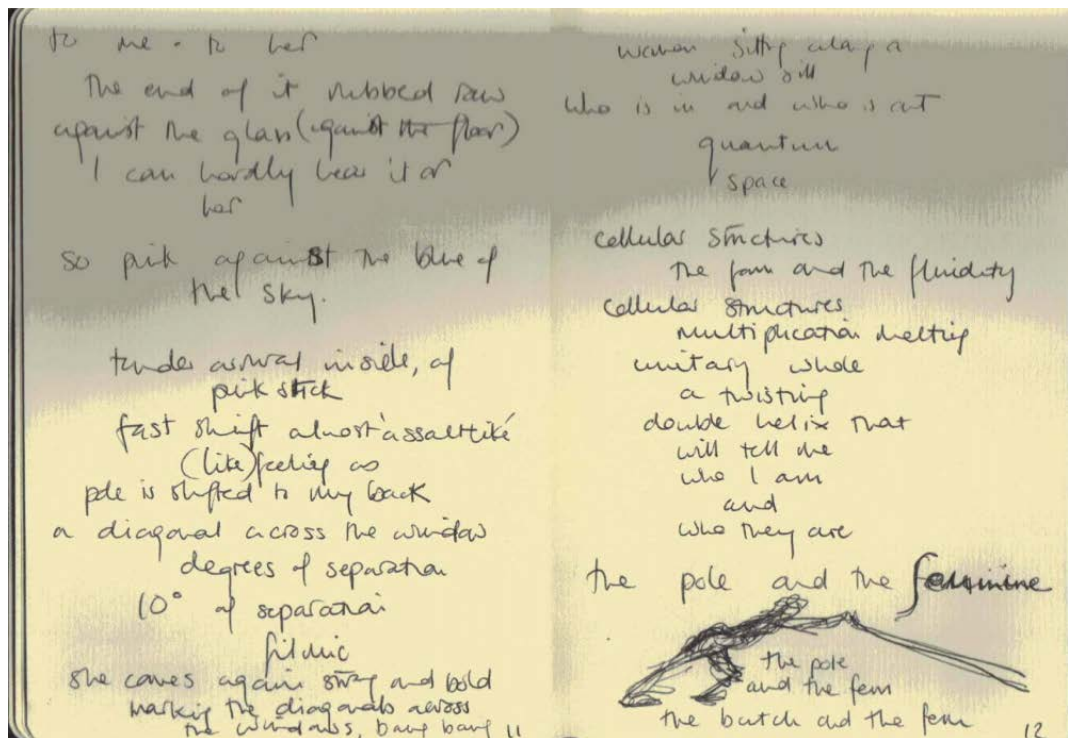 to me - to her
The end of it rubbed raw
against the glass (against the floor)
I can hardly hear it or
her
so pink against the blue of
the sky.
tender arrival inside, of
pink stick
fast shift almost assaultlike
(like) feeling as
pole is shifted to my back
a diagonal across the window
degrees of separation
10° of separation
filmic
she comes again strong and bold
marking the diagonals across
the windows, bang bang
11
women sitting along a
window sill
who is in and who is out
quantum
space
cellular structures
the form and the fluidity
cellular structures
multiplication melting
unitary whole
a twisting
double helix that
will tell me
who I am
and
who they are
the pole and the feminine
the pole
and the fem
the butch and the fem
12